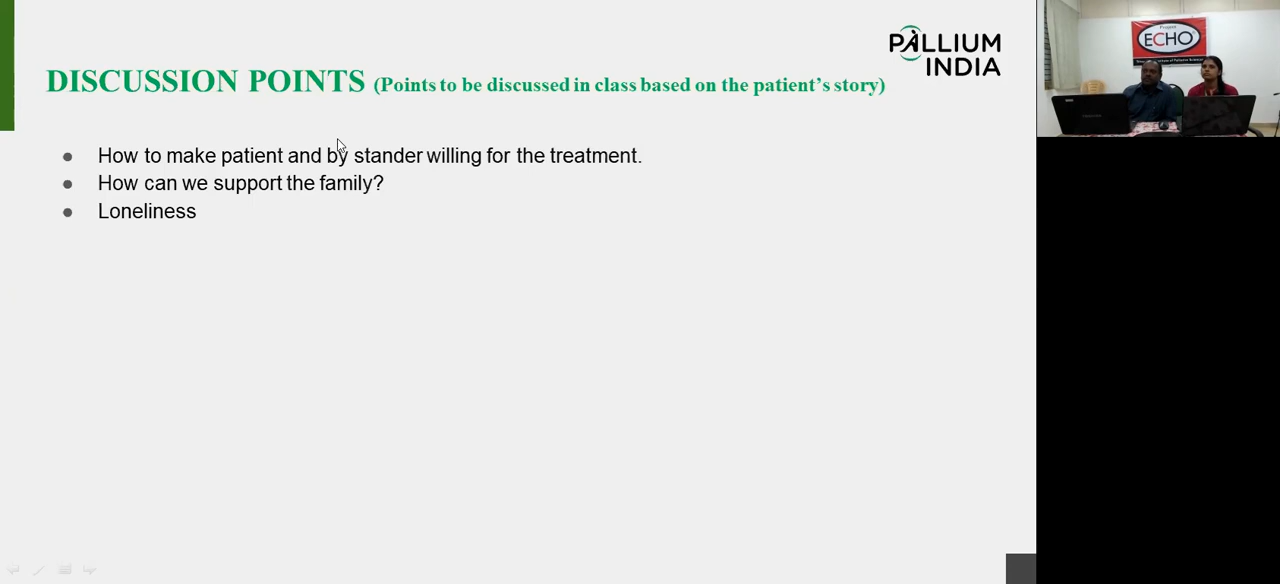 PALLIUM
INDIA
DISCUSSION POINTS (Points to be discussed in class based on the patient's story)
How to make patient and by stander willing for the treatment.
How can we support the family?
Loneliness
Project
ECHO